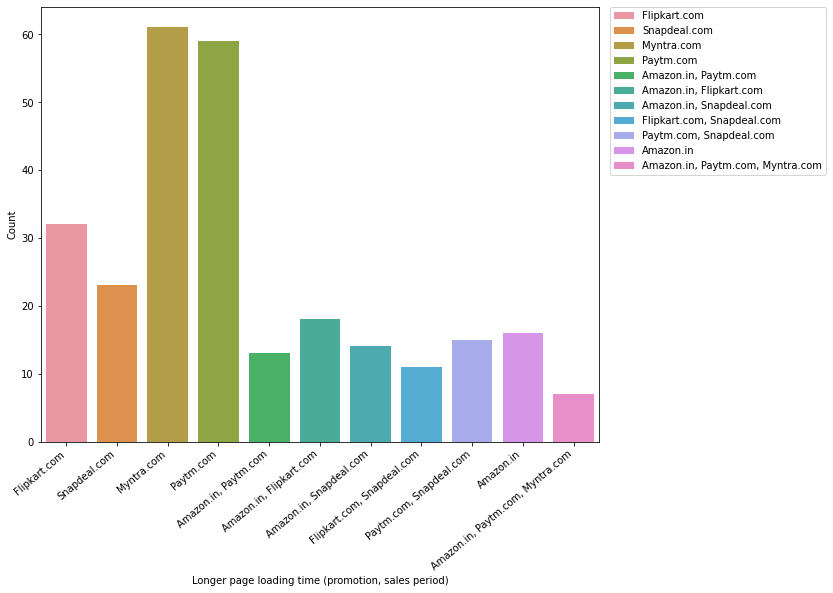 Count
60
50
40
30
20
10
0
Flipkart.com
Snapdeal.com
Myntra.com
Paytm.com
Amazon.in, Paytm.com
Amazon.in, Flipkart.com
Amazon.in, Snapdeal.com
Flipkart.com, Snapdeal.com
Paytm.com, Snapdeal.com
Amazon.in
Amazon.in, Paytm.com, Myntra.com
Longer page loading time (promotion, sales period)
Flipkart.com
Snapdeal.com
Myntra.com
Paytm.com
Amazon.in, Paytm.com
Amazon.in, Flipkart.com
Amazon.in, Snapdeal.com
Flipkart.com, Snapdeal.com
Paytm.com, Snapdeal.com
Amazon.in
Amazon.in, Paytm.com, Myntra.com